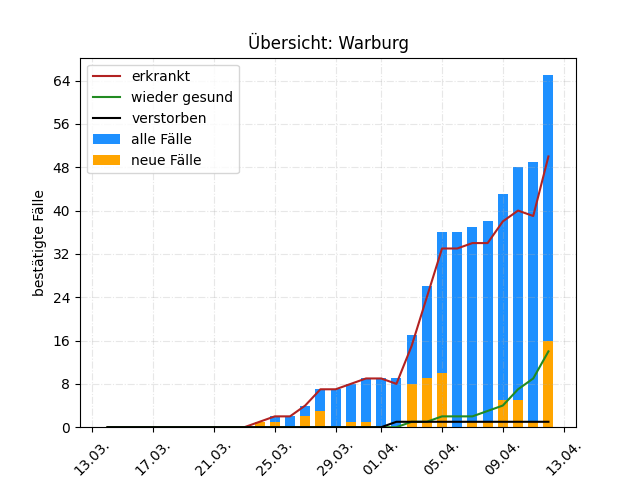 Übersicht: Warburg
erkrankt
wieder gesund
verstorben
alle Fälle
neue Fälle
bestätigte Fälle
64
56
48
40
32
24
16
8
0
13.03.
17.03.
21.03.
25.03.
29.03.
01.04.
05.04.
09.04.
13.04.